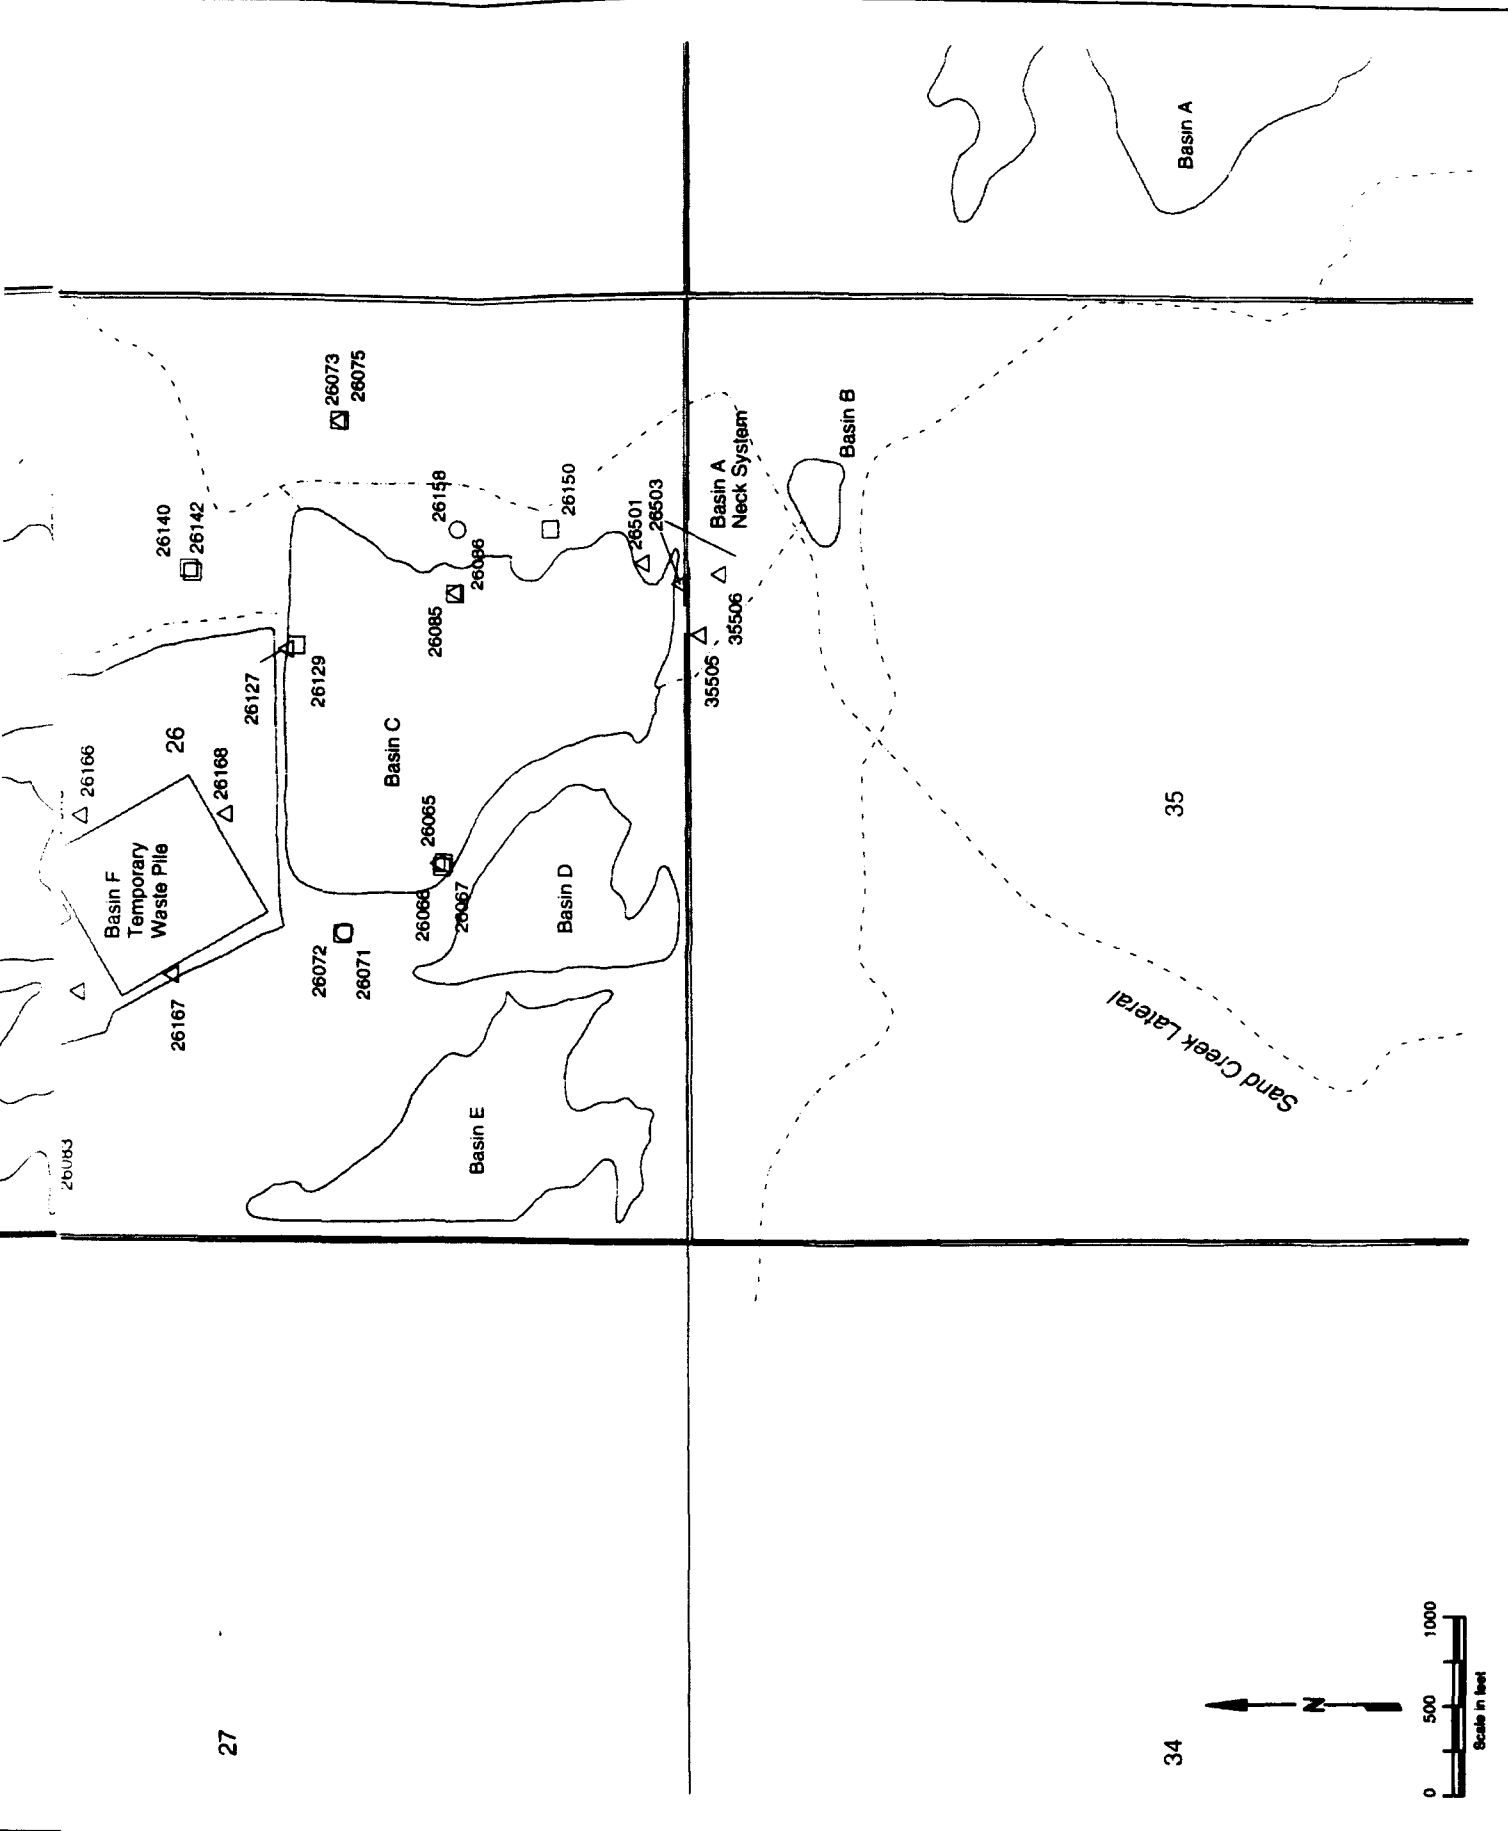 Basin A
26073
26075
26140
26142
26158
26150
26086
26085
26501
26503
Basin A
Neck System
Basin B
35506
35505
26127
26129
26
26166
26168
Basin C
26065
26066
26067
Basin D
Basin F
Temporary
Waste Pile
26072
26071
26167
26083
Basin E
35
Sand Creek Lateral
27
34
N
0
500
1000
Scale in feet